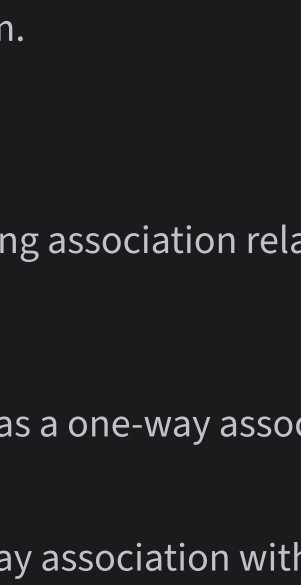 n.
ng association rela
as a one-way assoc
ay association with